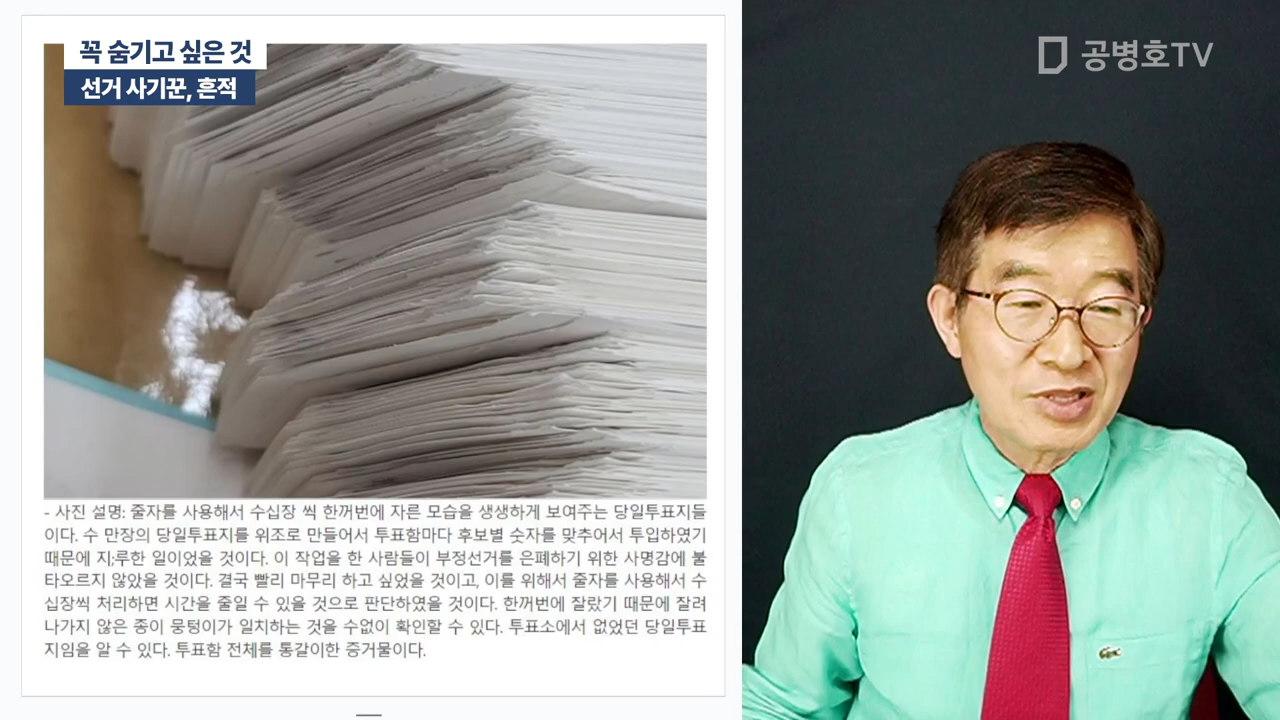 꼭 숨기고 싶은 것
선거 사기꾼, 흔적
공병호TV
- 사진 설명: 줄자를 사용해서 수십장 씩 한꺼번에 자른 모습을 생생하게 보여주는 당일투표지들
이다. 수 만장의 당일투표지를 위조로 만들어서 투표함마다 후보별 숫자를 맞추어서 투입하였기
때문에 지;루한 일이었을 것이다. 이 작업을 한 사람들이 부정선거를 은폐하기 위한 사명감에 불
타오르지 않았을 것이다. 결국 빨리 마무리 하고 싶었을 것이고, 이를 위해서 줄자를 사용해서 수
십장씩 처리하면 시간을 줄일 수 있을 것으로 판단하였을 것이다. 한꺼번에 잘랐기 때문에 잘려
나가지 않은 종이 뭉텅이가 일치하는 것을 수없이 확인할 수 있다. 투표소에서 없었던 당일투표
지임을 알 수 있다. 투표함 전체를 통갈이한 증거물이다.